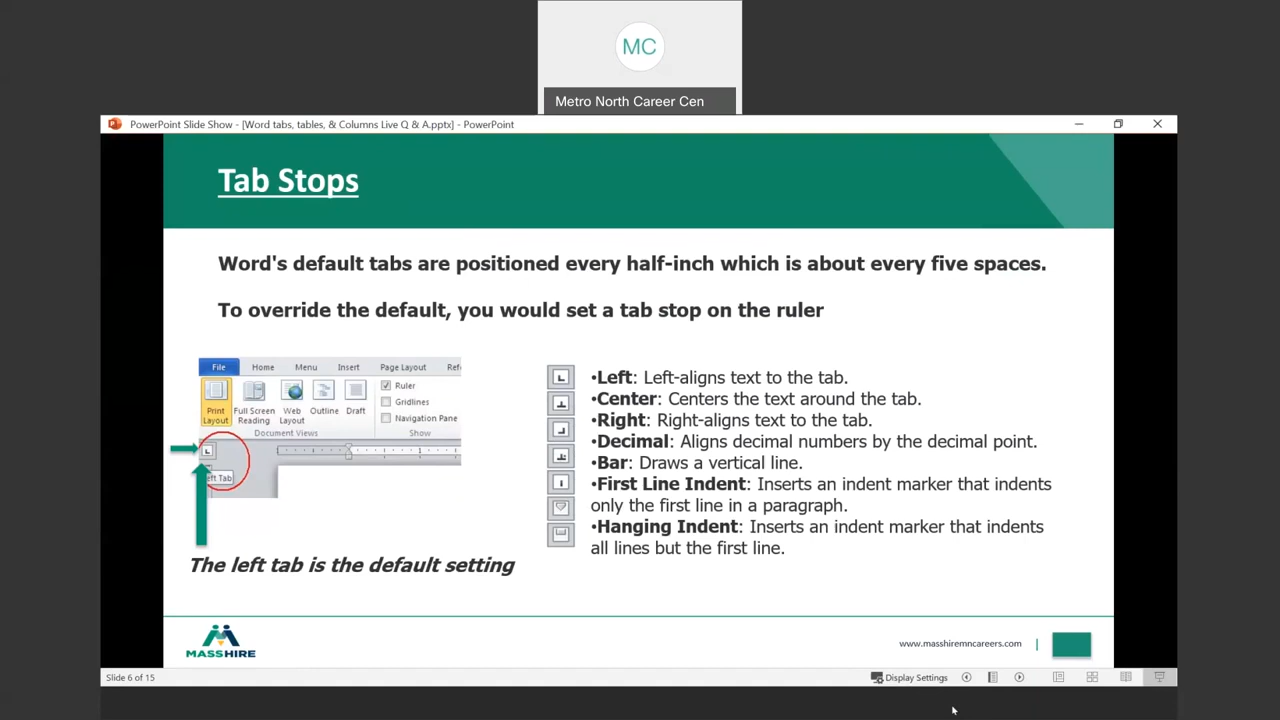 MC
Metro North Career Cen
PowerPoint Slide Show - [Word tabs, tables, & Columns Live Q & A.pptx] - PowerPoint
Tab Stops
Word's default tabs are positioned every half-inch which is about every five spaces.
To override the default, you would set a tab stop on the ruler
File Home Menu Insert Page Layout Ref
Print Layout
Full Screen Reading
Web Layout
Outline
Draft
Ruler
Gridlines
Navigation Pane
Document Views
Show
eft Tab
The left tab is the default setting
•Left: Left-aligns text to the tab.
•Center: Centers the text around the tab.
•Right: Right-aligns text to the tab.
•Decimal: Aligns decimal numbers by the decimal point.
•Bar: Draws a vertical line.
•First Line Indent: Inserts an indent marker that indents
only the first line in a paragraph.
•Hanging Indent: Inserts an indent marker that indents
all lines but the first line.
MASSHIRE
www.masshiremncareers.com
Slide 6 of 15
Display Settings